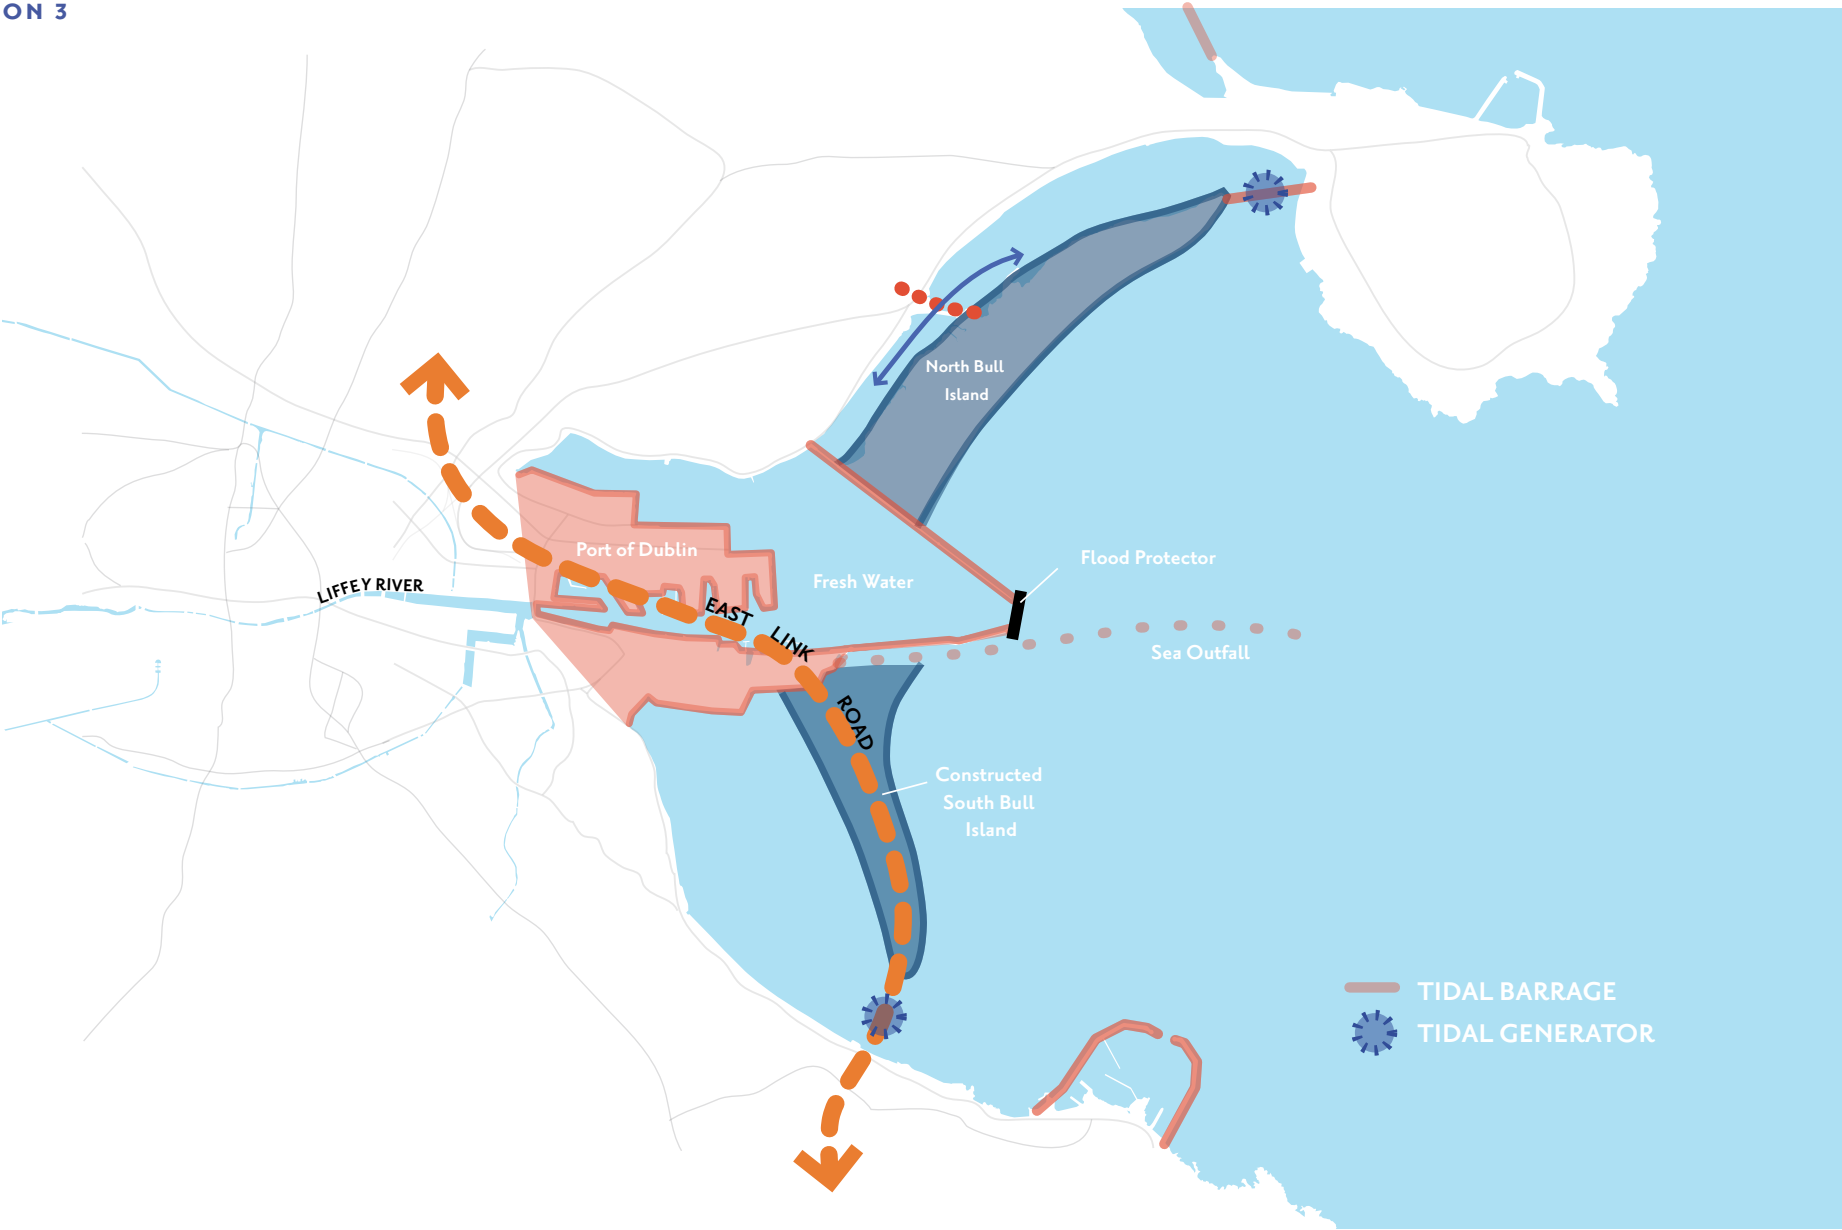 ON 3
North Bull
Island
Flood Protector
Port of Dublin
Fresh Water
LIFFEY RIVER
EAST LINK ROAD
Sea Outfall
Constructed
South Bull
Island
TIDAL BARRAGE
TIDAL GENERATOR